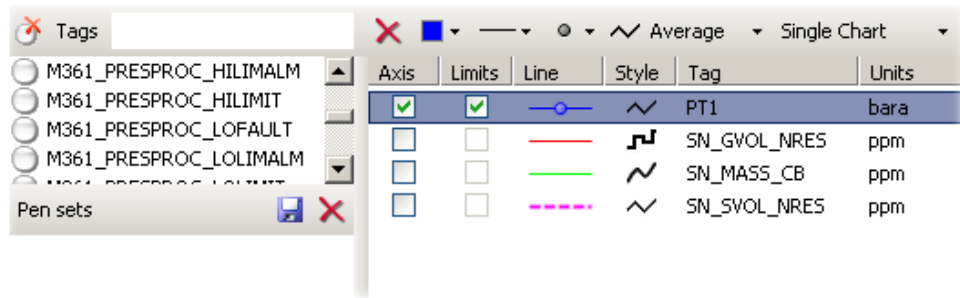 Tags
Average
Single Chart
M361_PRESPROC_HILIMALM
M361_PRESPROC_HILIMIT
M361_PRESPROC_LOFAULT
M361_PRESPROC_LOLIMALM
Pen sets
Axis Limits Line Style Tag Units
PT1 bara
SN_GVOL_NRES ppm
SN_MASS_CB ppm
SN_SVOL_NRES ppm